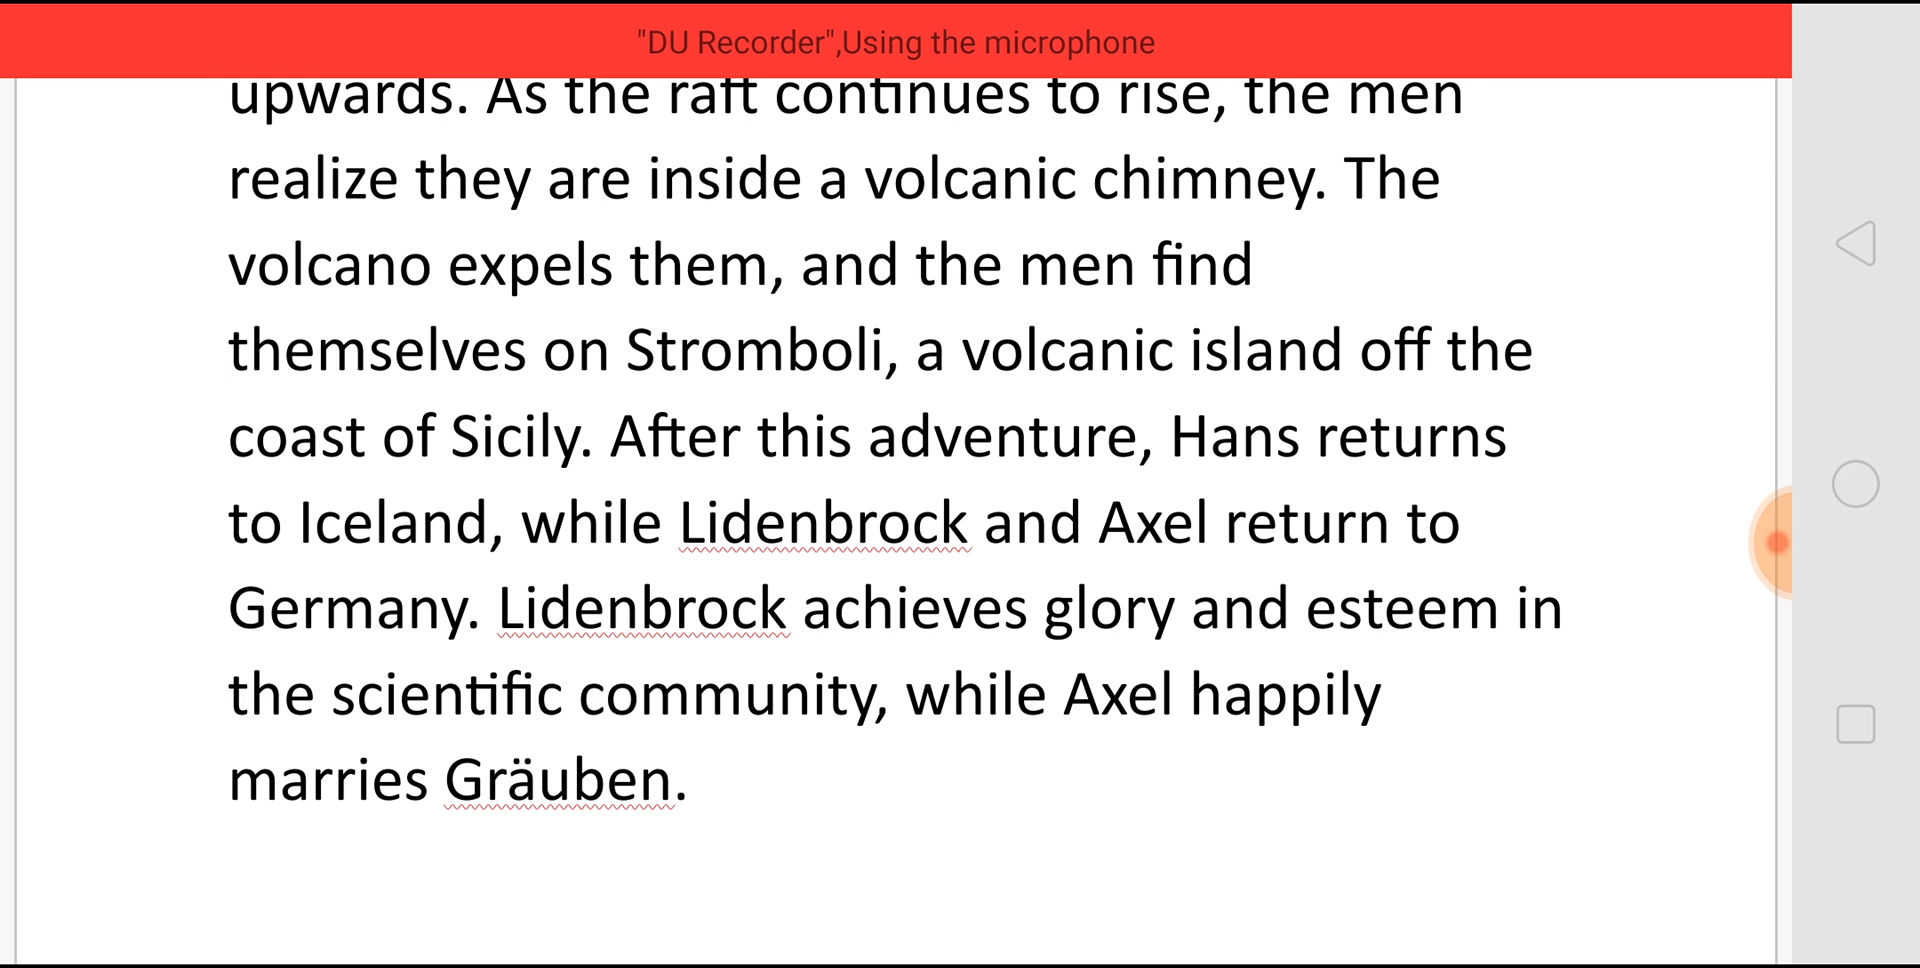 "DU Recorder",Using the microphone
upwards. As the raft continues to rise, the men
realize they are inside a volcanic chimney. The
volcano expels them, and the men find
themselves on Stromboli, a volcanic island off the
coast of Sicily. After this adventure, Hans returns
to Iceland, while Lidenbrock and Axel return to
Germany. Lidenbrock achieves glory and esteem in
the scientific community, while Axel happily
marries Gräuben.